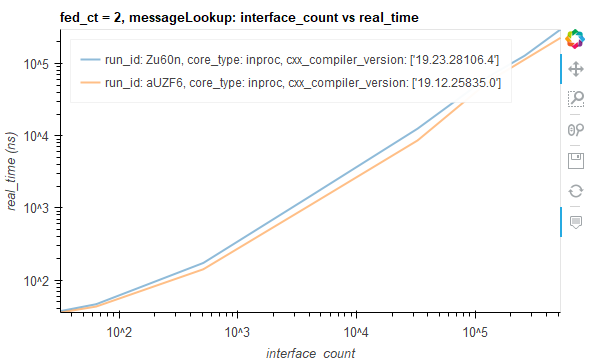 fed_ct = 2, messageLookup: interface_count vs real_time
run_id: Zu60n, core_type: inproc, cxx_compiler_version: ['19.23.28106.4']
run_id: aUZF6, core_type: inproc, cxx_compiler_version: ['19.12.25835.0']
10^5
10^4
10^3
10^2
real_time (ns)
10^2
10^3
10^4
10^5
interface_count